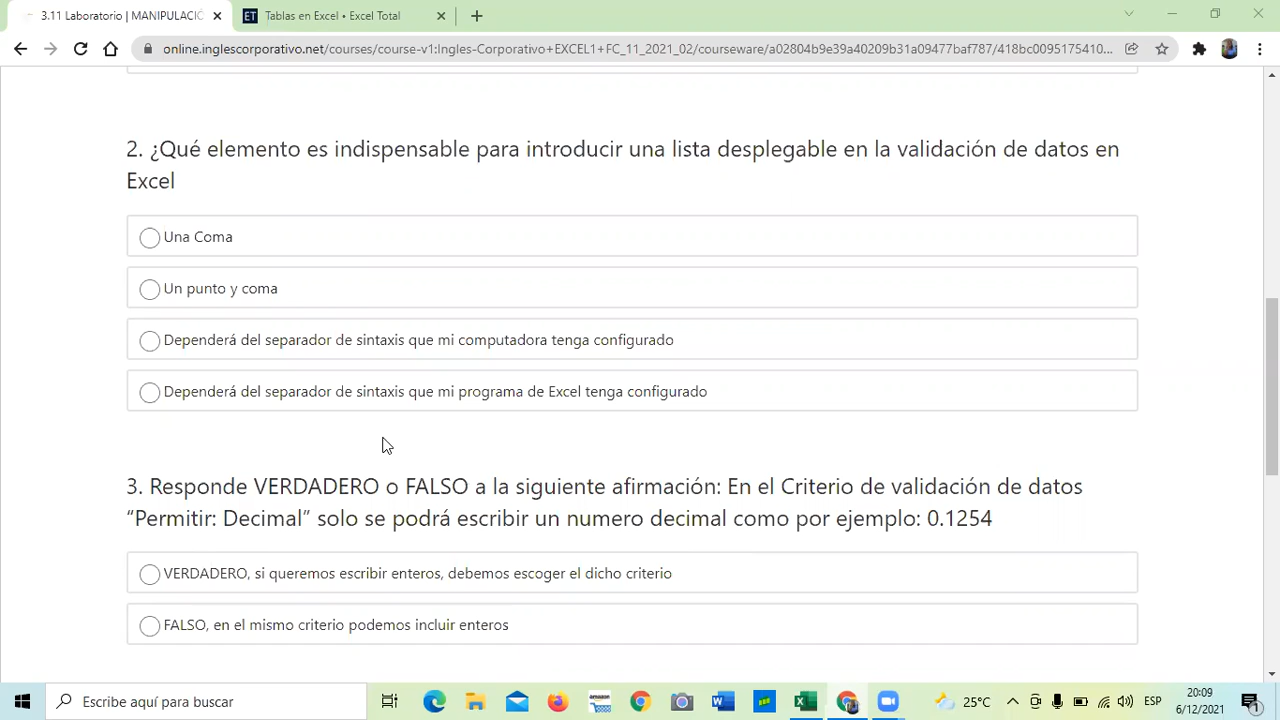 3.11 Laboratorio | MANIPULACIÓ
ET Tablas en Excel • Excel Total
online.inglescorporativo.net/courses/course-v1:Ingles-Corporativo+EXCEL1+FC_11_2021_02/courseware/a02804b9e39a40209b31a09477baf787/418bc0095175410...
2. ¿Qué elemento es indispensable para introducir una lista desplegable en la validación de datos en
Excel
Una Coma
Un punto y coma
Dependerá del separador de sintaxis que mi computadora tenga configurado
Dependerá del separador de sintaxis que mi programa de Excel tenga configurado
3. Responde VERDADERO o FALSO a la siguiente afirmación: En el Criterio de validación de datos
“Permitir: Decimal” solo se podrá escribir un numero decimal como por ejemplo: 0.1254
VERDADERO, si queremos escribir enteros, debemos escoger el dicho criterio
FALSO, en el mismo criterio podemos incluir enteros
Escribe aquí para buscar
25°C
ESP
20:09
6/12/2021